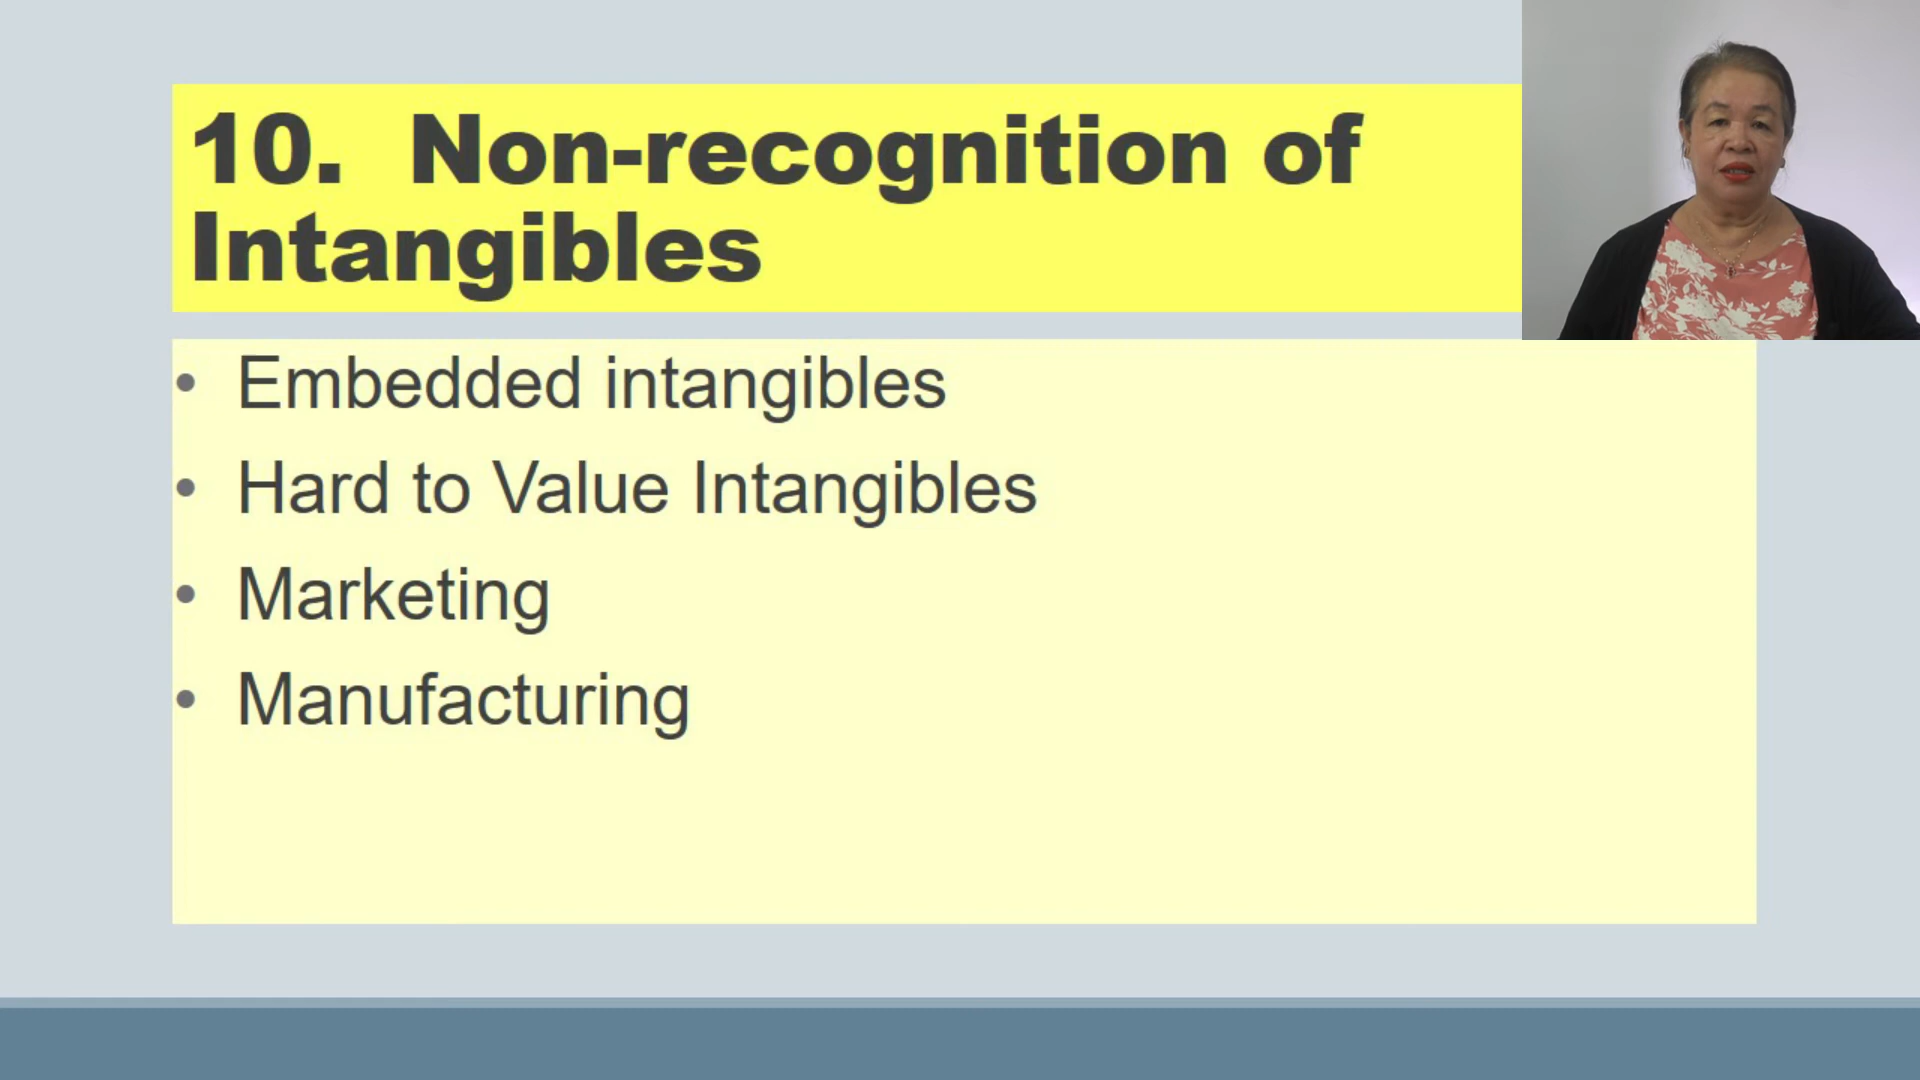 10. Non-recognition of
Intangibles
• Embedded intangibles
• Hard to Value Intangibles
• Marketing
• Manufacturing